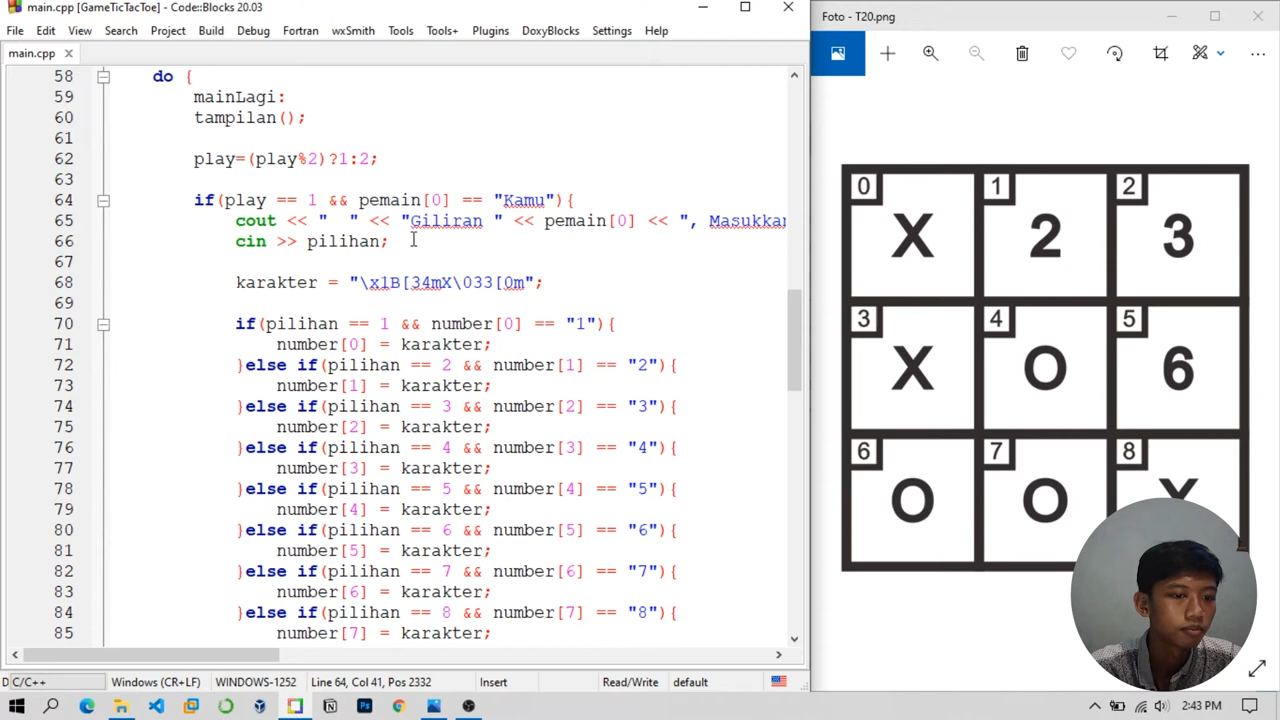 main.cpp [GameTicTacToe] - Code::Blocks 20.03
File Edit View Search Project Build Debug Fortran wxSmith Tools Tools+ Plugins DoxyBlocks Settings Help
main.cpp
58 do {
59 mainLagi:
60 tampilan();
61
62 play=(play%2)?1:2;
63
64 if(play == 1 && pemain[0] == "Kamu"){
65 cout << "  " << "Giliran " << pemain[0] << ", Masukkan
66 cin >> pilihan;
67
68 karakter = "\x1B[34mX\033[0m";
69
70 if(pilihan == 1 && number[0] == "1"){
71 number[0] = karakter;
72 }else if(pilihan == 2 && number[1] == "2"){
73 number[1] = karakter;
74 }else if(pilihan == 3 && number[2] == "3"){
75 number[2] = karakter;
76 }else if(pilihan == 4 && number[3] == "4"){
77 number[3] = karakter;
78 }else if(pilihan == 5 && number[4] == "5"){
79 number[4] = karakter;
80 }else if(pilihan == 6 && number[5] == "6"){
81 number[5] = karakter;
82 }else if(pilihan == 7 && number[6] == "7"){
83 number[6] = karakter;
84 }else if(pilihan == 8 && number[7] == "8"){
85 number[7] = karakter;
C/C++ Windows (CR+LF) WINDOWS-1252 Line 64, Col 41, Pos 2332 Insert Read/Write default
Foto - T20.png
0 1 2
X 2 3
3 4 5
X O 6
6 7 8
O O X
2:43 PM